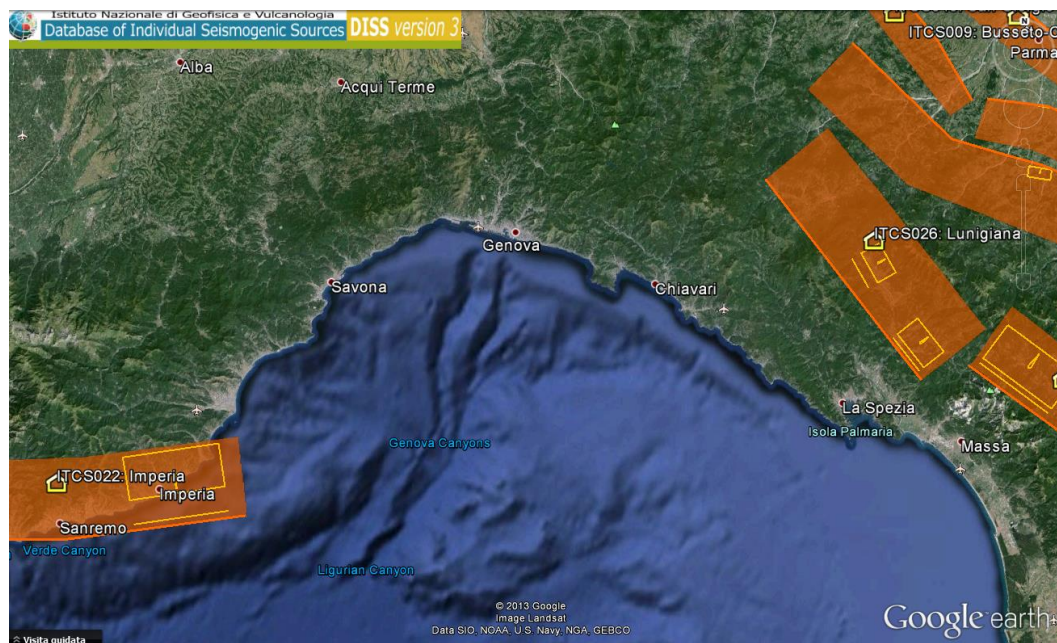 Istituto Nazionale di Geofisica e Vulcanologia
Database of Individual Seismogenic Sources DISS version 3
N
ITCS009: Busseto-C
Parma
Alba
Acqui Terme
Genova
ITCS026: Lunigiana
Savona
Chiavari
La Spezia
Isola Palmaria
Genova Canyons
Massa
ITCS022: Imperia
Imperia
Sanremo
Verde Canyon
Ligurian Canyon
© 2013 Google
Image Landsat
Data SIO, NOAA, U.S. Navy, NGA, GEBCO
Google earth
Visita guidata